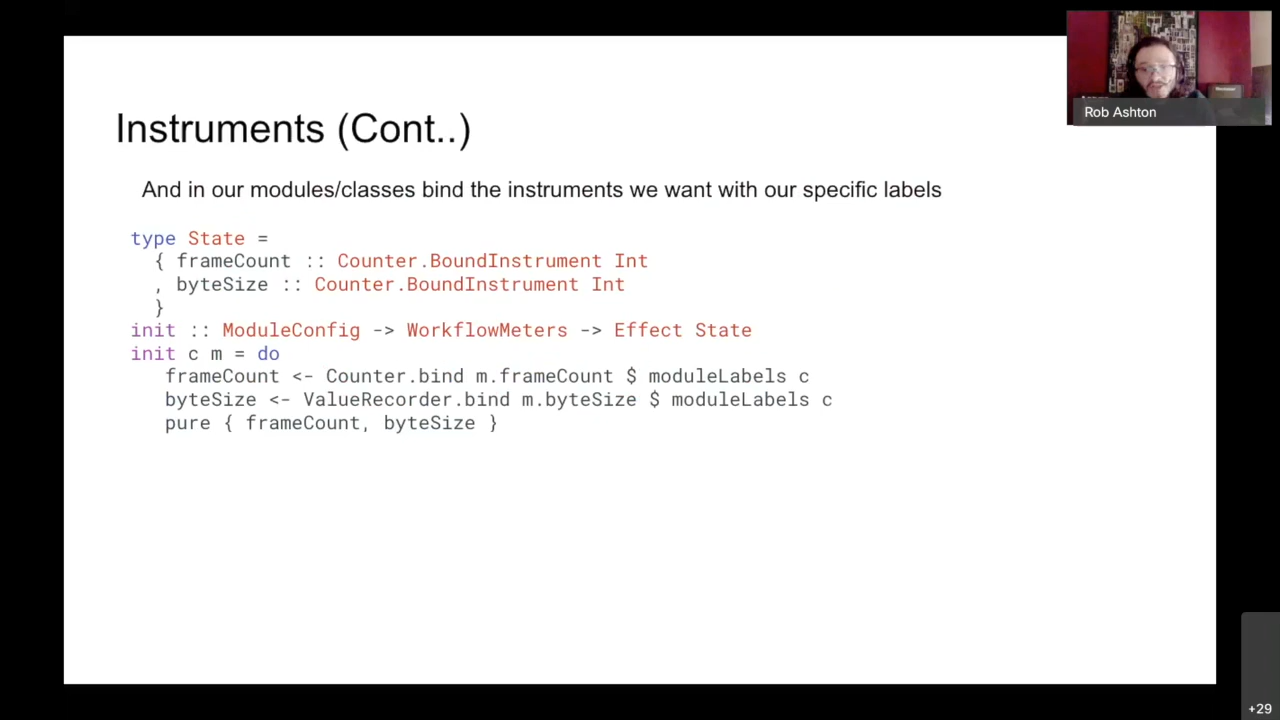 Instruments (Cont..)
And in our modules/classes bind the instruments we want with our specific labels
type State =
{ frameCount :: Counter.BoundInstrument Int
, byteSize :: Counter.BoundInstrument Int
}
init :: ModuleConfig -> WorkflowMeters -> Effect State
init c m = do
frameCount <- Counter.bind m.frameCount $ moduleLabels c
byteSize <- ValueRecorder.bind m.byteSize $ moduleLabels c
pure { frameCount, byteSize }
Rob Ashton
+29